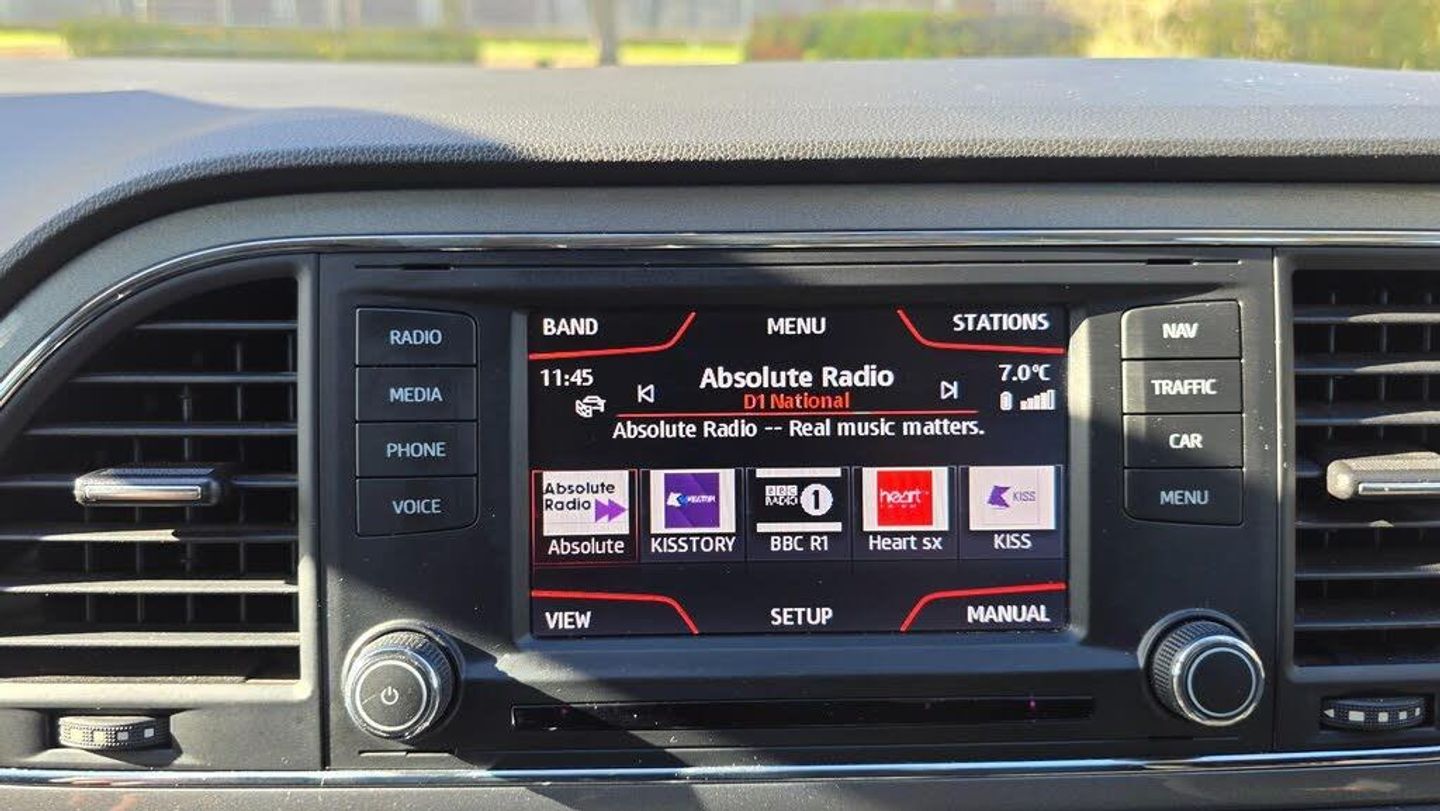 RADIO
MEDIA
PHONE
VOICE
BAND
MENU
STATIONS
11:45
Absolute Radio
7.0°C
D1 National
Absolute Radio -- Real music matters.
Absolute
Radio
BBC
RADIO
1
heart
KISS
Absolute
KISSTORY
BBC R1
Heart sx
KISS
VIEW
SETUP
MANUAL
NAV
TRAFFIC
CAR
MENU